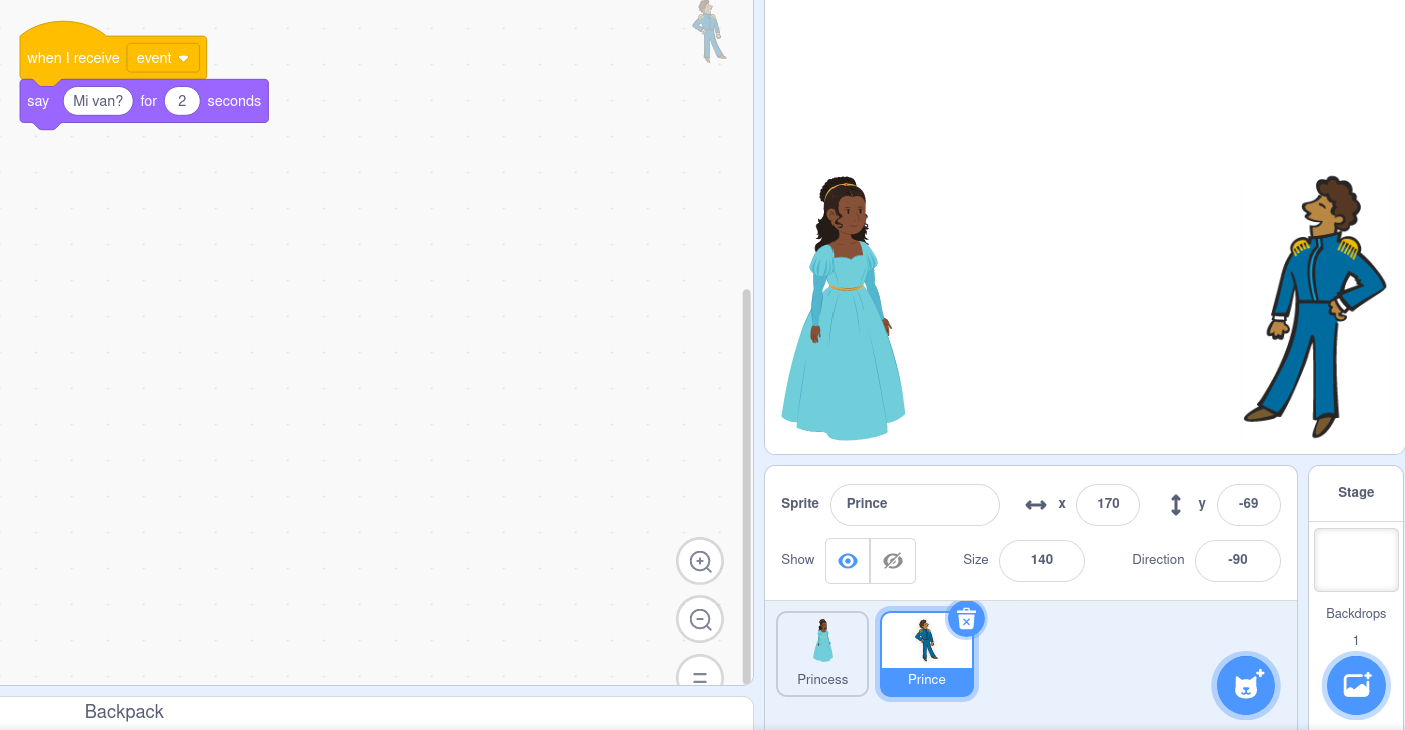 when I receive event
say Mi van? for 2 seconds
Backpack
Sprite Prince x 170 y -69
Show Size 140 Direction -90
Princess
Prince
Stage
Backdrops
1